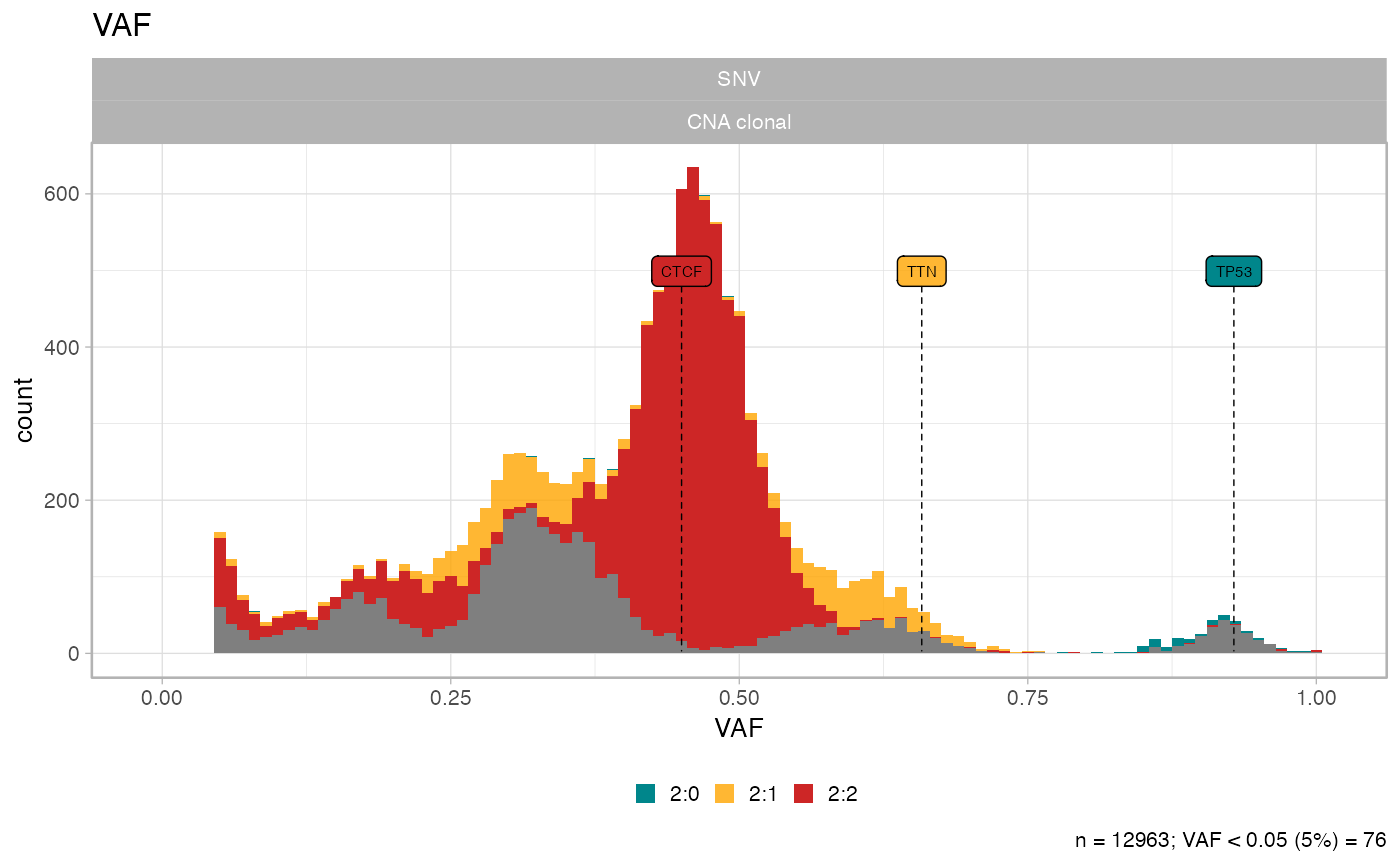 VAF
SNV
CNA clonal
600
400
200
0
count
CTCF
TTN
TP53
0.00 0.25 0.50 0.75 1.00
VAF
2:0 2:1 2:2
n = 12963; VAF < 0.05 (5%) = 76